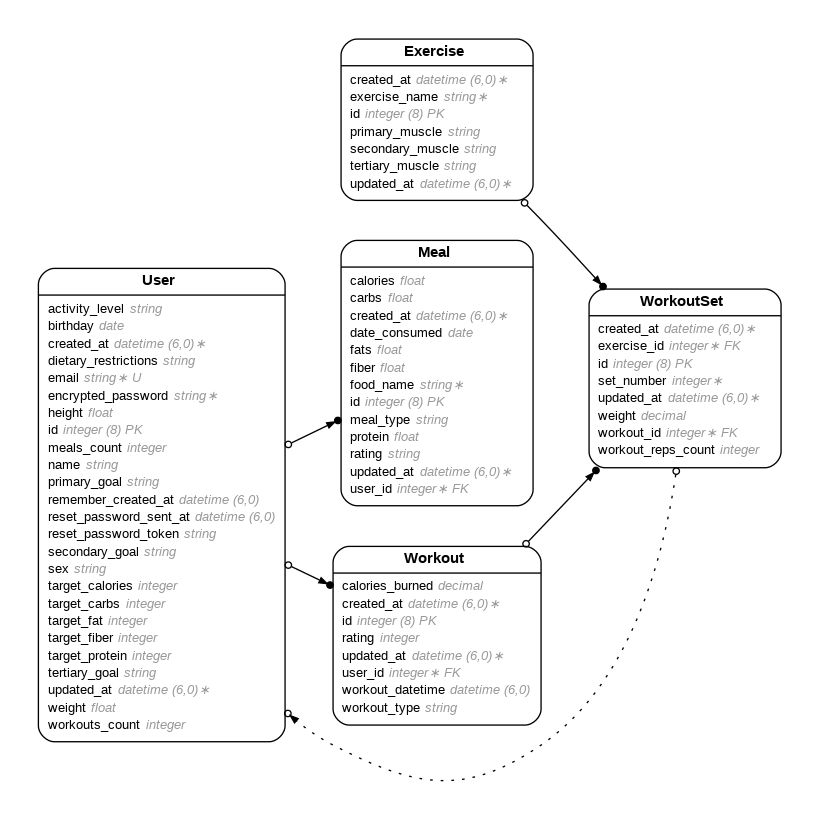 Exercise
created_at datetime (6,0)∗
exercise_name string∗
id integer (8) PK
primary_muscle string
secondary_muscle string
tertiary_muscle string
updated_at datetime (6,0)∗
Meal
calories float
carbs float
created_at datetime (6,0)∗
date_consumed date
fats float
fiber float
food_name string∗
id integer (8) PK
meal_type string
protein float
rating string
updated_at datetime (6,0)∗
user_id integer∗ FK
User
activity_level string
birthday date
created_at datetime (6,0)∗
dietary_restrictions string
email string∗ U
encrypted_password string∗
height float
id integer (8) PK
meals_count integer
name string
primary_goal string
remember_created_at datetime (6,0)
reset_password_sent_at datetime (6,0)
reset_password_token string
secondary_goal string
sex string
target_calories integer
target_carbs integer
target_fat integer
target_fiber integer
target_protein integer
tertiary_goal string
updated_at datetime (6,0)∗
weight float
workouts_count integer
WorkoutSet
created_at datetime (6,0)∗
exercise_id integer∗ FK
id integer (8) PK
set_number integer∗
updated_at datetime (6,0)∗
weight decimal
workout_id integer∗ FK
workout_reps_count integer
Workout
calories_burned decimal
created_at datetime (6,0)∗
id integer (8) PK
rating integer
updated_at datetime (6,0)∗
user_id integer∗ FK
workout_datetime datetime (6,0)
workout_type string